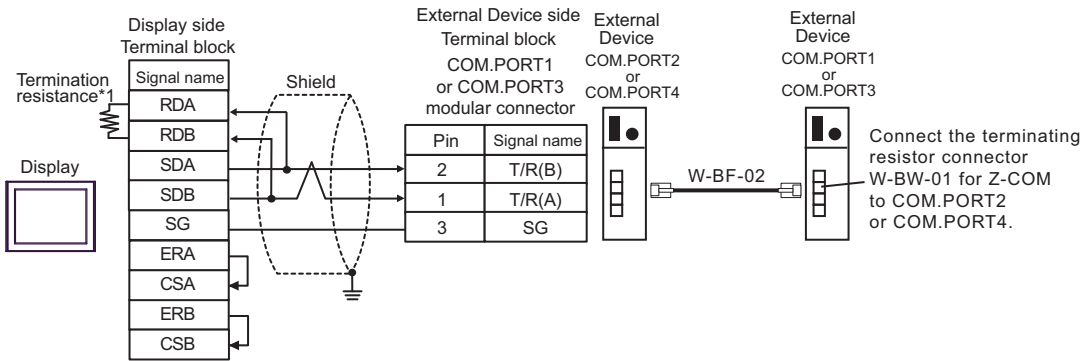 Display side
Terminal block
Signal name
RDA
RDB
SDA
SDB
SG
ERA
CSA
ERB
CSB
Termination
resistance*1
Display
Shield
External Device side
Terminal block
COM.PORT1
or COM.PORT3
modular connector
Pin Signal name
2 T/R(B)
1 T/R(A)
3 SG
External
Device
COM.PORT2
or
COM.PORT4
W-BF-02
External
Device
COM.PORT1
or
COM.PORT3
Connect the terminating
resistor connector
W-BW-01 for Z-COM
to COM.PORT2
or COM.PORT4.